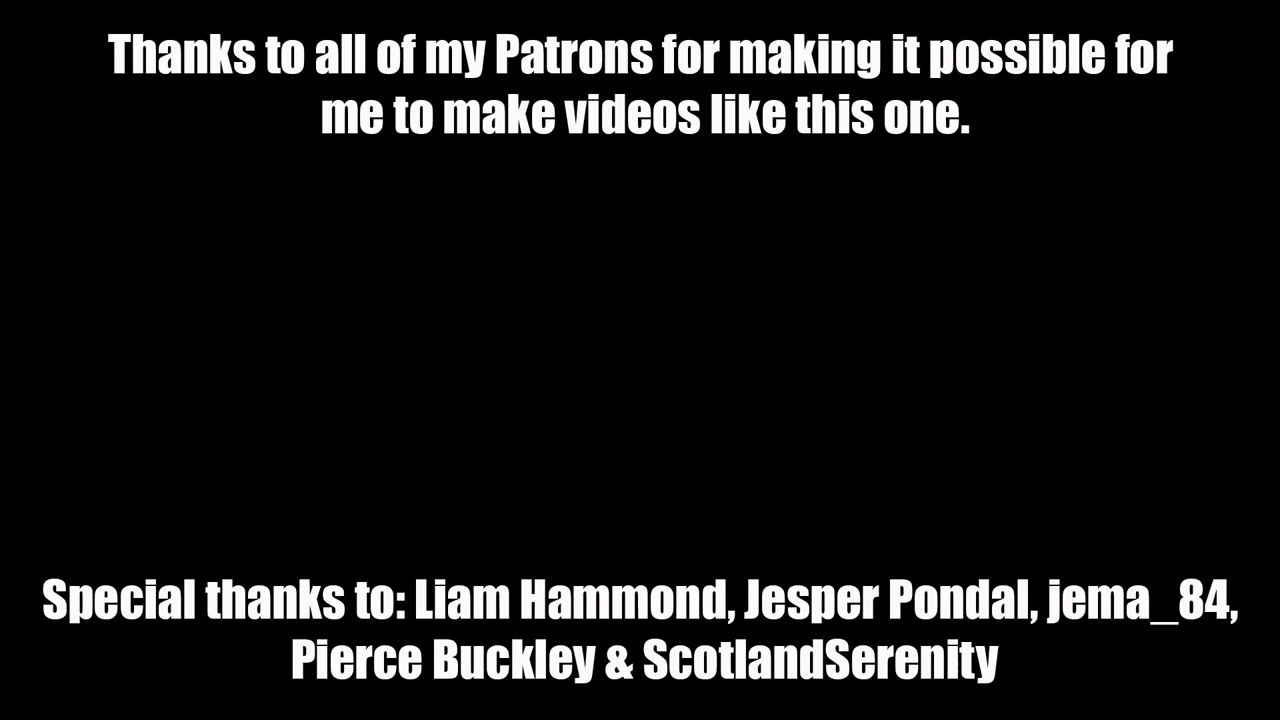 Thanks to all of my Patrons for making it possible for
me to make videos like this one.
Special thanks to: Liam Hammond, Jesper Pondal, jema_84,
Pierce Buckley & ScotlandSerenity